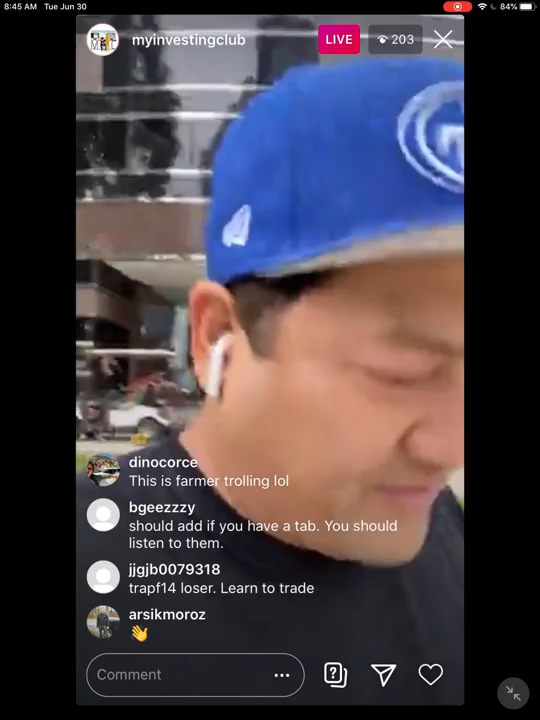 8:45 AM Tue Jun 30
84%
myinvestingclub
LIVE
203
dinocorce
This is farmer trolling lol
bgeezzzy
should add if you have a tab. You should
listen to them.
jjgjb0079318
trapf14 loser. Learn to trade
arsikmoroz
Comment